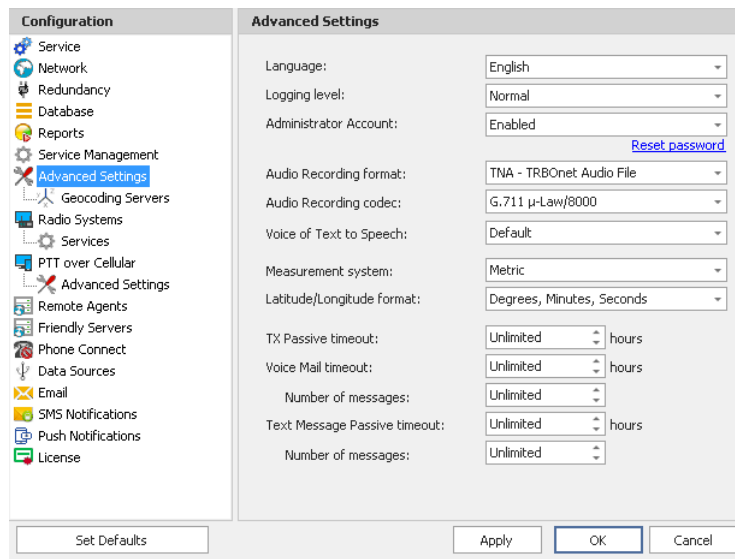 Configuration
Service
Network
Redundancy
Database
Reports
Service Management
Advanced Settings
Geocoding Servers
Radio Systems
Services
PTT over Cellular
Advanced Settings
Remote Agents
Friendly Servers
Phone Connect
Data Sources
Email
SMS Notifications
Push Notifications
License
Set Defaults
Advanced Settings
Language: English
Logging level: Normal
Administrator Account: Enabled
Reset password
Audio Recording format: TNA - TRBOnet Audio File
Audio Recording codec: G.711 µ-Law/8000
Voice of Text to Speech: Default
Measurement system: Metric
Latitude/Longitude format: Degrees, Minutes, Seconds
TX Passive timeout: Unlimited hours
Voice Mail timeout: Unlimited hours
Number of messages: Unlimited
Text Message Passive timeout: Unlimited hours
Number of messages: Unlimited
Apply OK Cancel